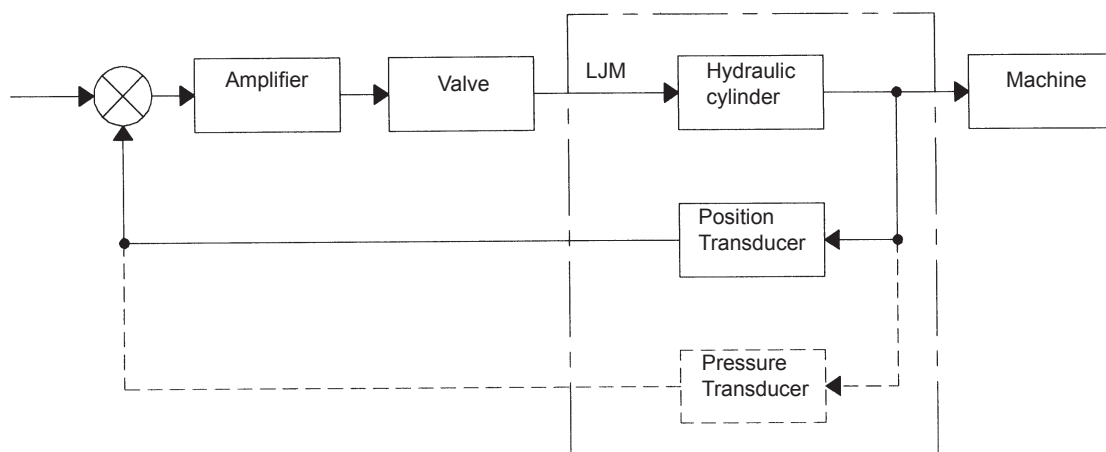 Amplifier
Valve
LJM
Hydraulic
cylinder
Machine
Position
Transducer
Pressure
Transducer